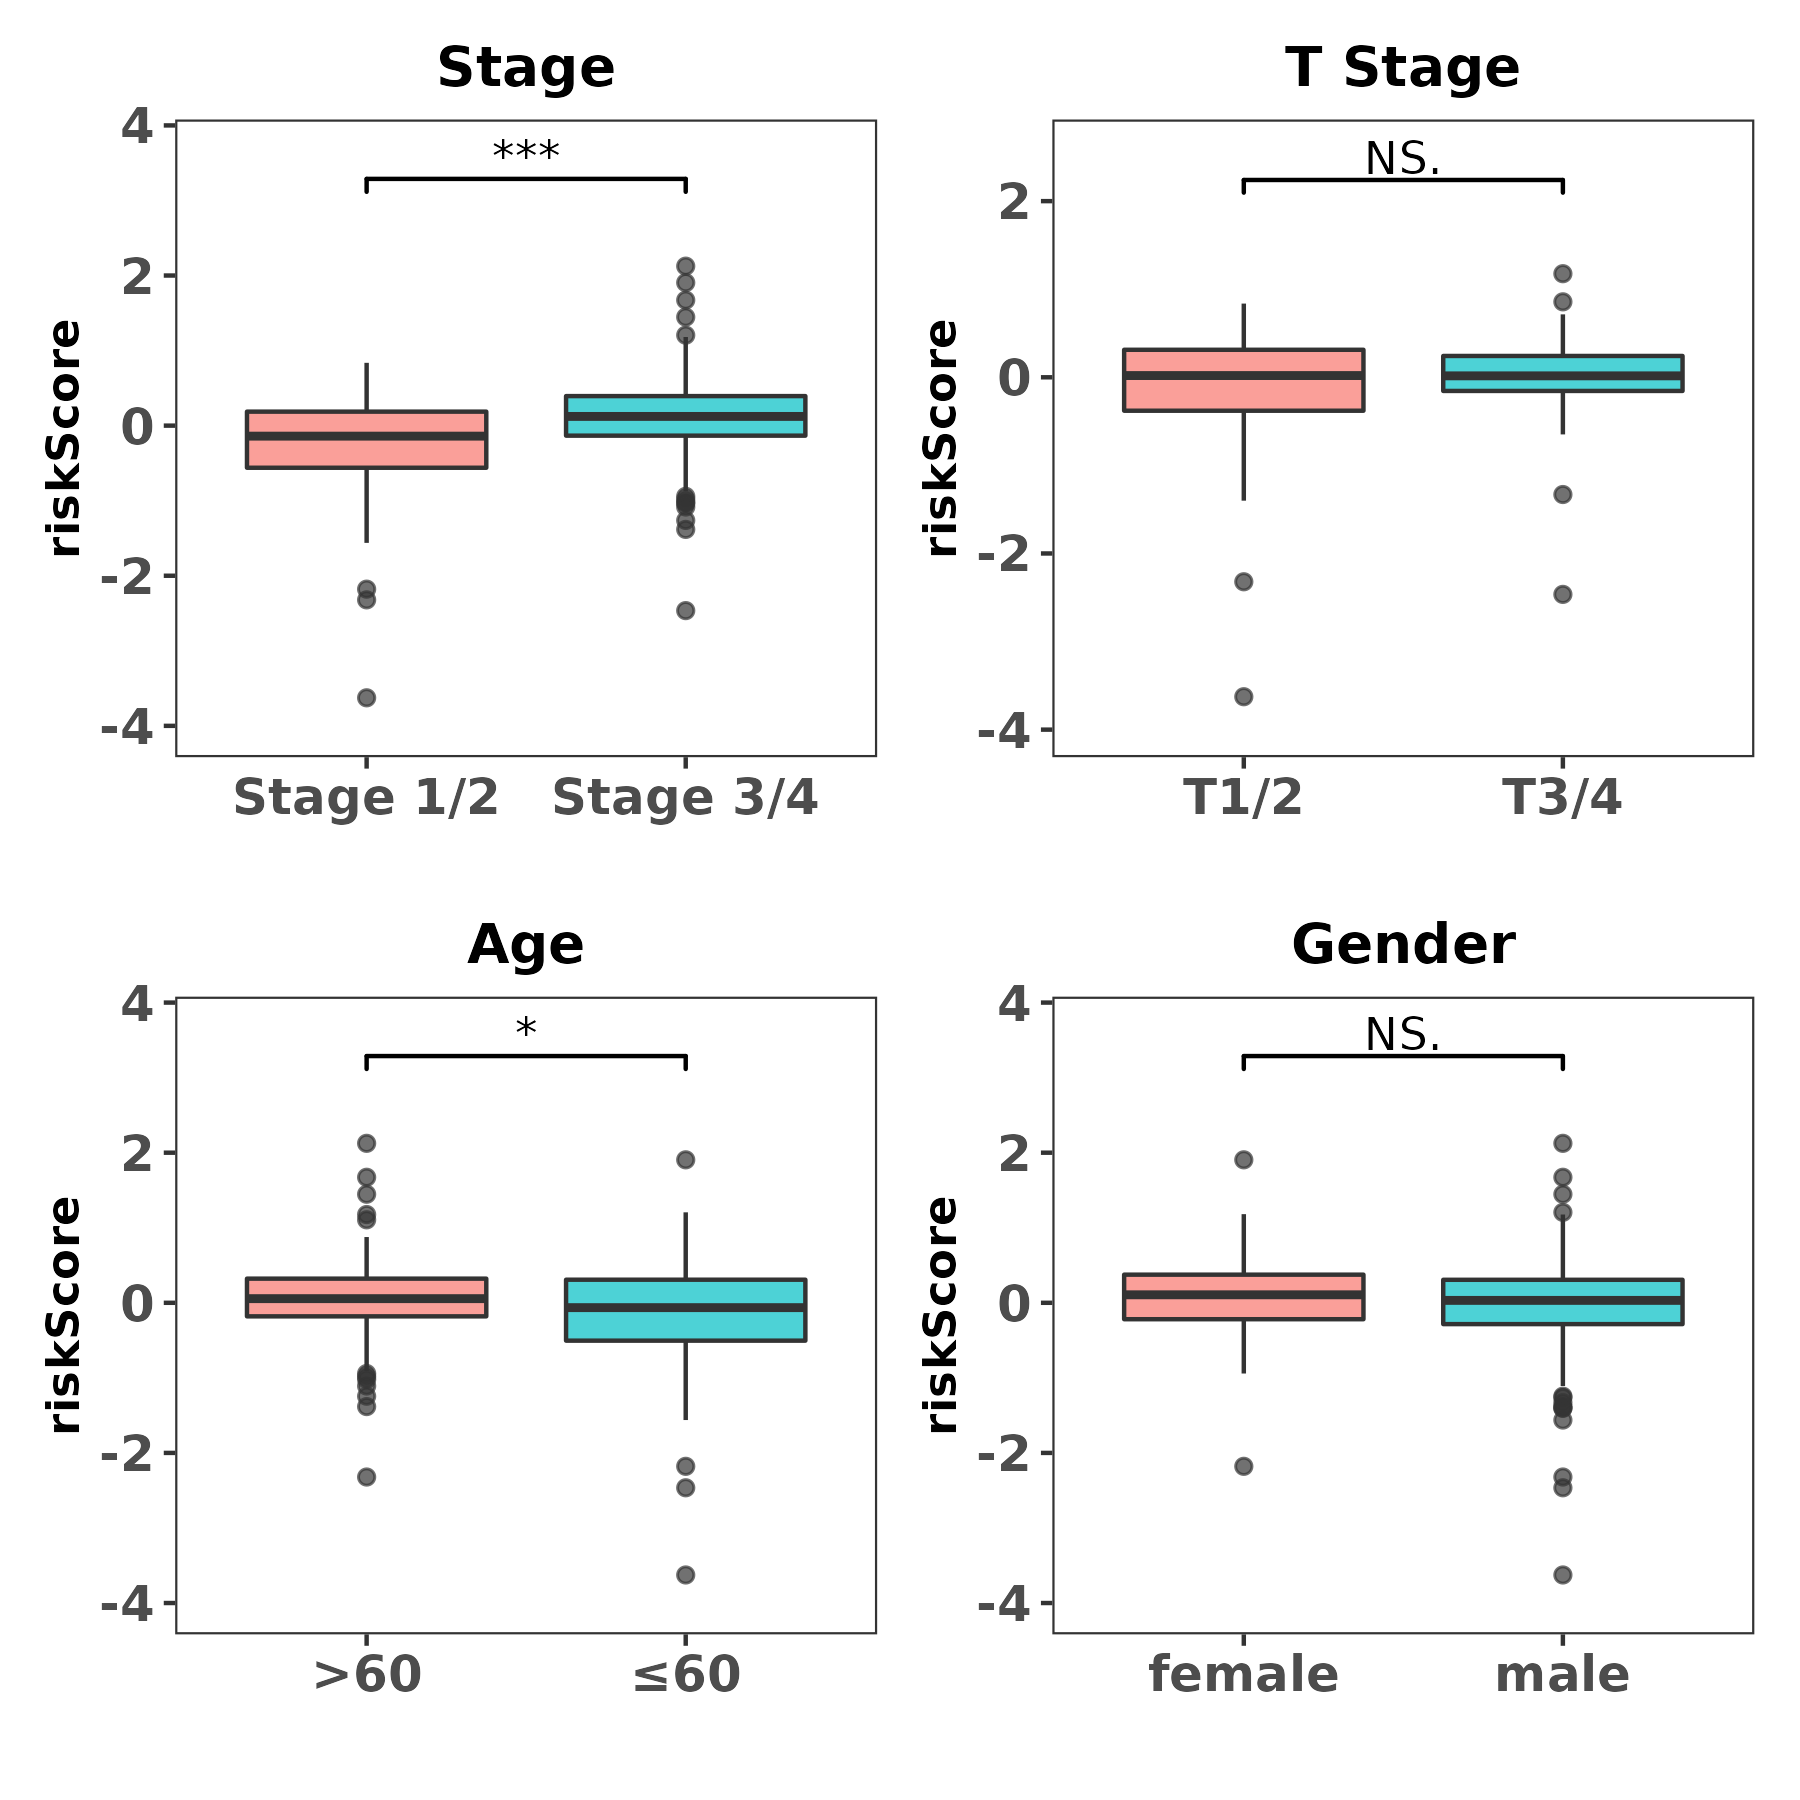 Stage
T Stage
4
2
0
-2
-4
riskScore
***
Stage 1/2
Stage 3/4
2
0
-2
-4
riskScore
NS.
T1/2
T3/4
Age
Gender
4
2
0
-2
-4
riskScore
*
>60
≤60
4
2
0
-2
-4
riskScore
NS.
female
male